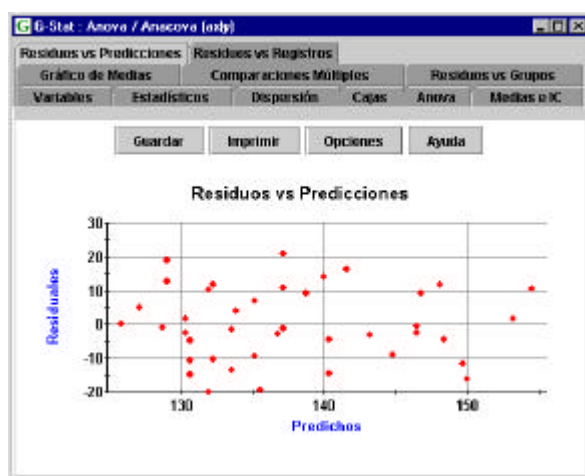 G-Stat : Anova / Anacova (axly)
Residuos vs Predicciones Residuos vs Registros
Gráfico de Medias Comparaciones Múltiples Residuos vs Grupos
Variables Estadísticos Dispersión Cajas Anova Medias e IC
Guardar Imprimir Opciones Ayuda
Residuos vs Predicciones
30
20
10
0
-10
-20
Residuales
130 140 150
Predichos